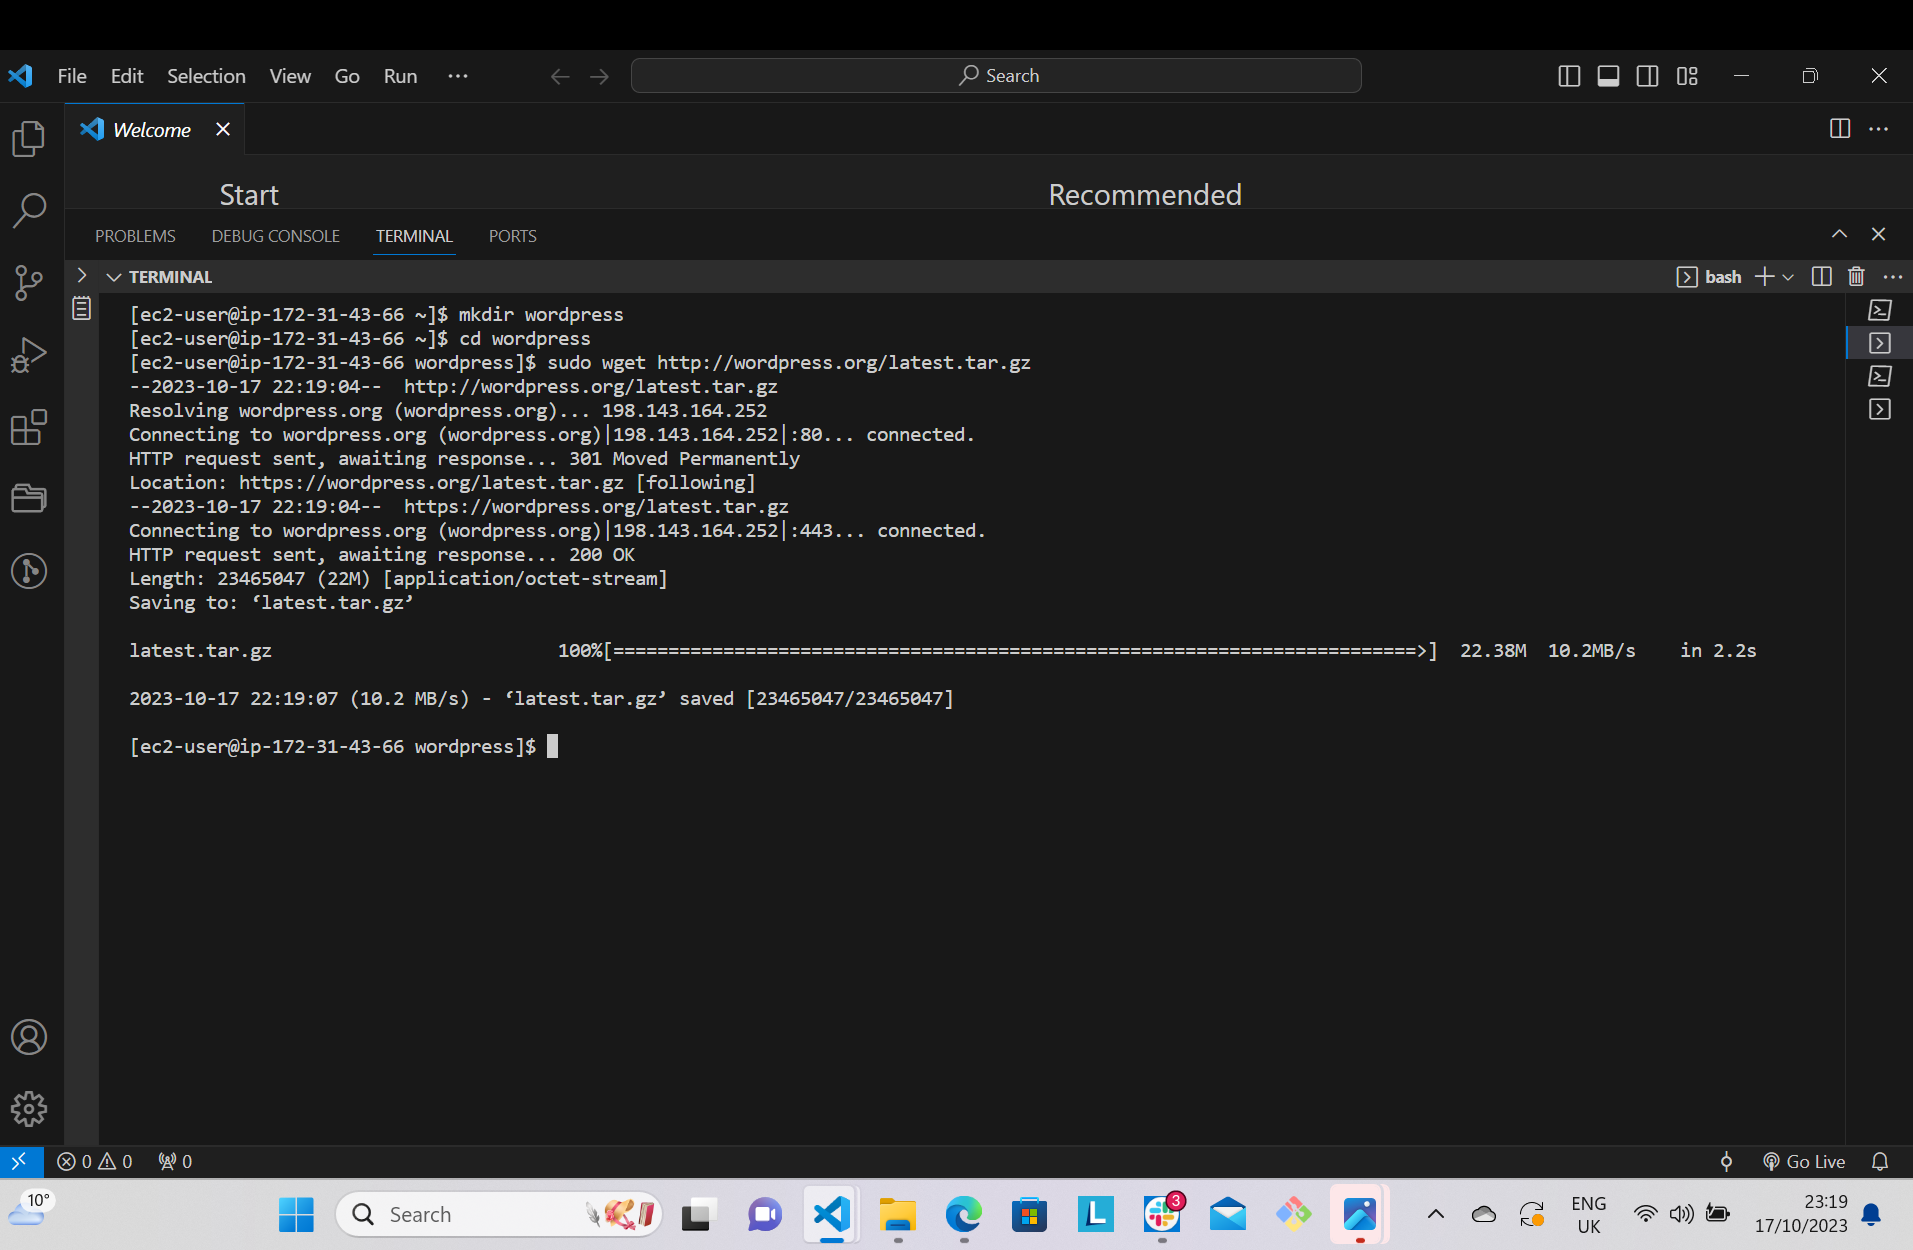 File Edit Selection View Go Run ···
Search
Welcome
Start
Recommended
PROBLEMS DEBUG CONSOLE TERMINAL PORTS
TERMINAL
bash
[ec2-user@ip-172-31-43-66 ~]$ mkdir wordpress
[ec2-user@ip-172-31-43-66 ~]$ cd wordpress
[ec2-user@ip-172-31-43-66 wordpress]$ sudo wget http://wordpress.org/latest.tar.gz
--2023-10-17 22:19:04--  http://wordpress.org/latest.tar.gz
Resolving wordpress.org (wordpress.org)... 198.143.164.252
Connecting to wordpress.org (wordpress.org)|198.143.164.252|:80... connected.
HTTP request sent, awaiting response... 301 Moved Permanently
Location: https://wordpress.org/latest.tar.gz [following]
--2023-10-17 22:19:04--  https://wordpress.org/latest.tar.gz
Connecting to wordpress.org (wordpress.org)|198.143.164.252|:443... connected.
HTTP request sent, awaiting response... 200 OK
Length: 23465047 (22M) [application/octet-stream]
Saving to: ‘latest.tar.gz’
latest.tar.gz 100%[=========================================================================>] 22.38M 10.2MB/s in 2.2s
2023-10-17 22:19:07 (10.2 MB/s) - ‘latest.tar.gz’ saved [23465047/23465047]
[ec2-user@ip-172-31-43-66 wordpress]$
0 0 0
Go Live
10°
Search
L
3
ENG
UK
23:19
17/10/2023